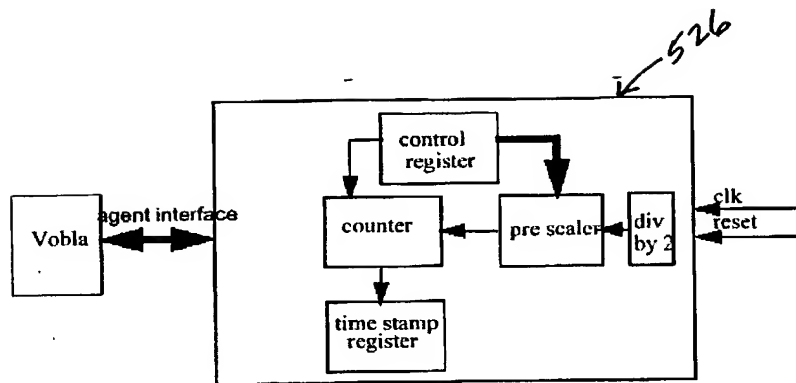 526
control
register
clk
reset
agent interface
Vobla
counter
pre scaler
div
by 2
time stamp
register